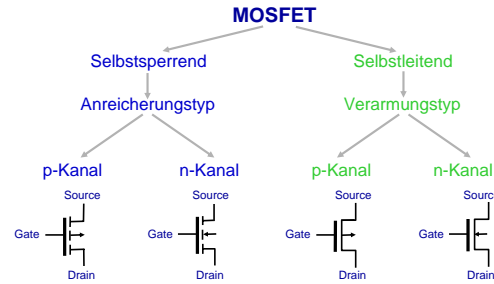 MOSFET
Selbstsperrend Selbstleitend
Anreicherungstyp Verarmungstyp
p-Kanal n-Kanal p-Kanal n-Kanal
Source Source Source Sourc
Gate Gate Gate Gate
Drain Drain Drain Drain